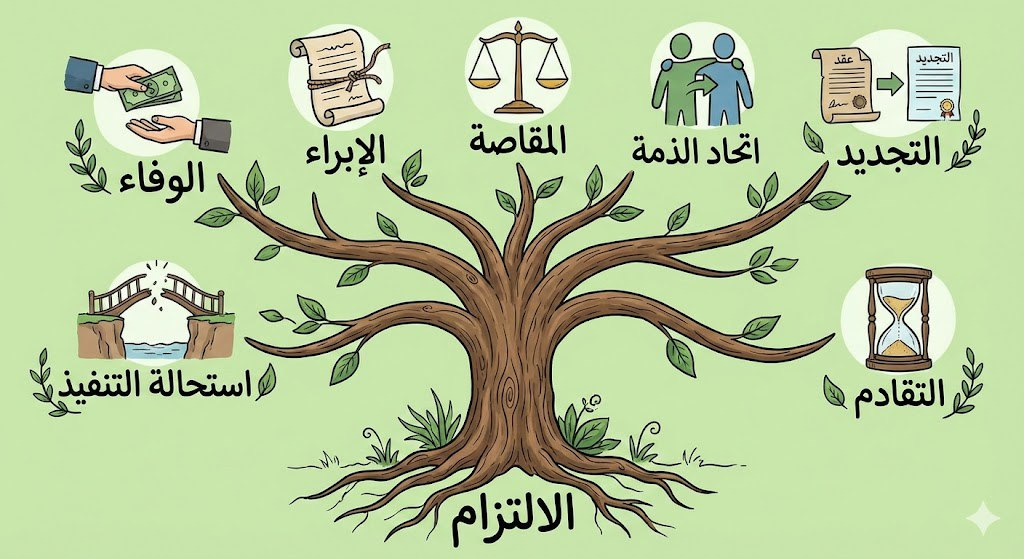 التجديد
عقد
التجديد
اتحاد الذمة
المقاصة
الإبراء
الوفاء
استحالة التنفيذ
التقادم
الالتزام